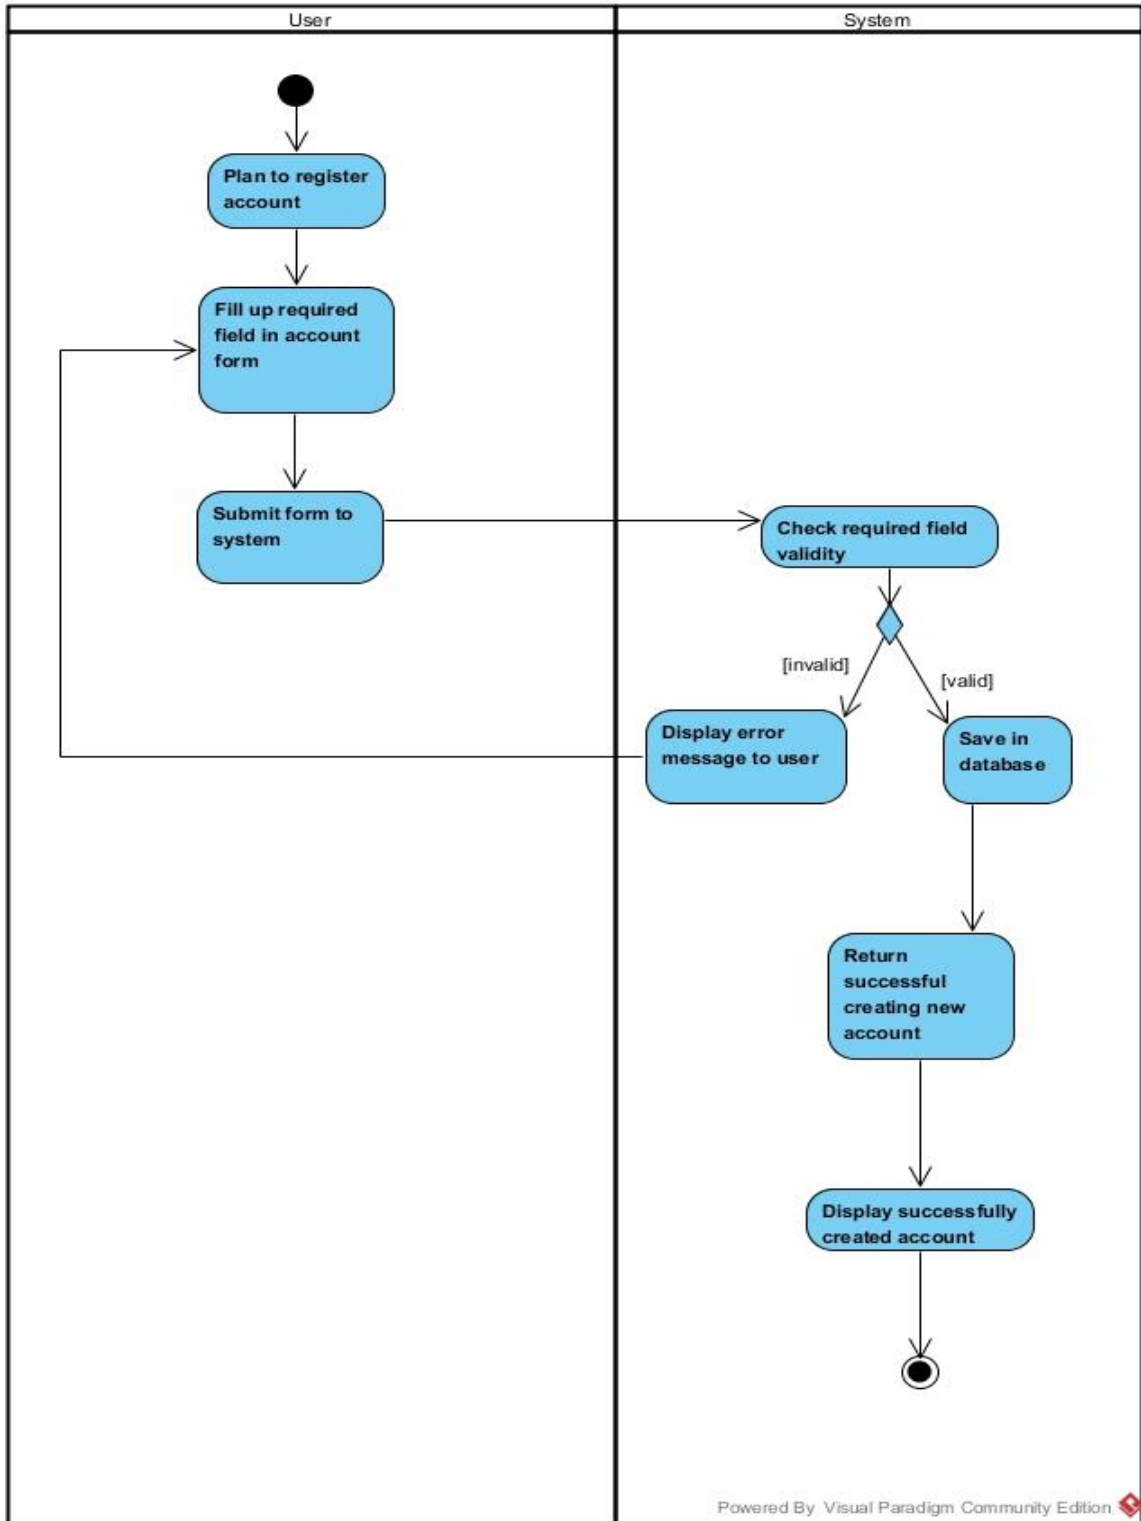 User
System
Plan to register
account
Fill up required
field in account
form
Submit form to
system
Check required field
validity
[invalid]
[valid]
Display error
message to user
Save in
database
Return
successful
creating new
account
Display successfully
created account
Powered By Visual Paradigm Community Edition